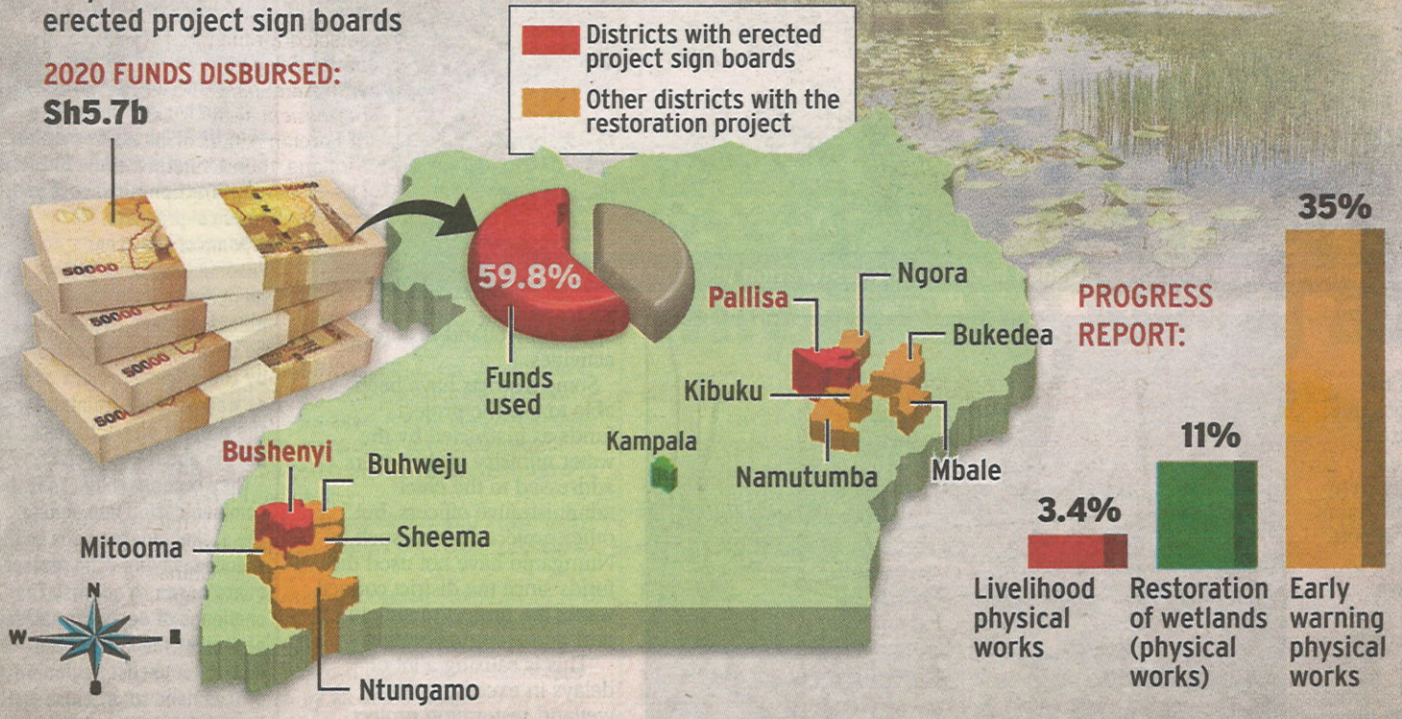 erected project sign boards
2020 FUNDS DISBURSED:
Sh5.7b
Districts with erected
project sign boards
Other districts with the
restoration project
50000
50000
50000
59.8%
Funds
used
Pallisa
Ngora
Bukedea
Kibuku
Namutumba
Mbale
Kampala
Bushenyi
Buhweju
Mitooma
Sheema
Ntungamo
N
W
E
S
PROGRESS
REPORT:
3.4%
Livelihood
physical
works
11%
Restoration
of wetlands
(physical
works)
35%
Early
warning
physical
works